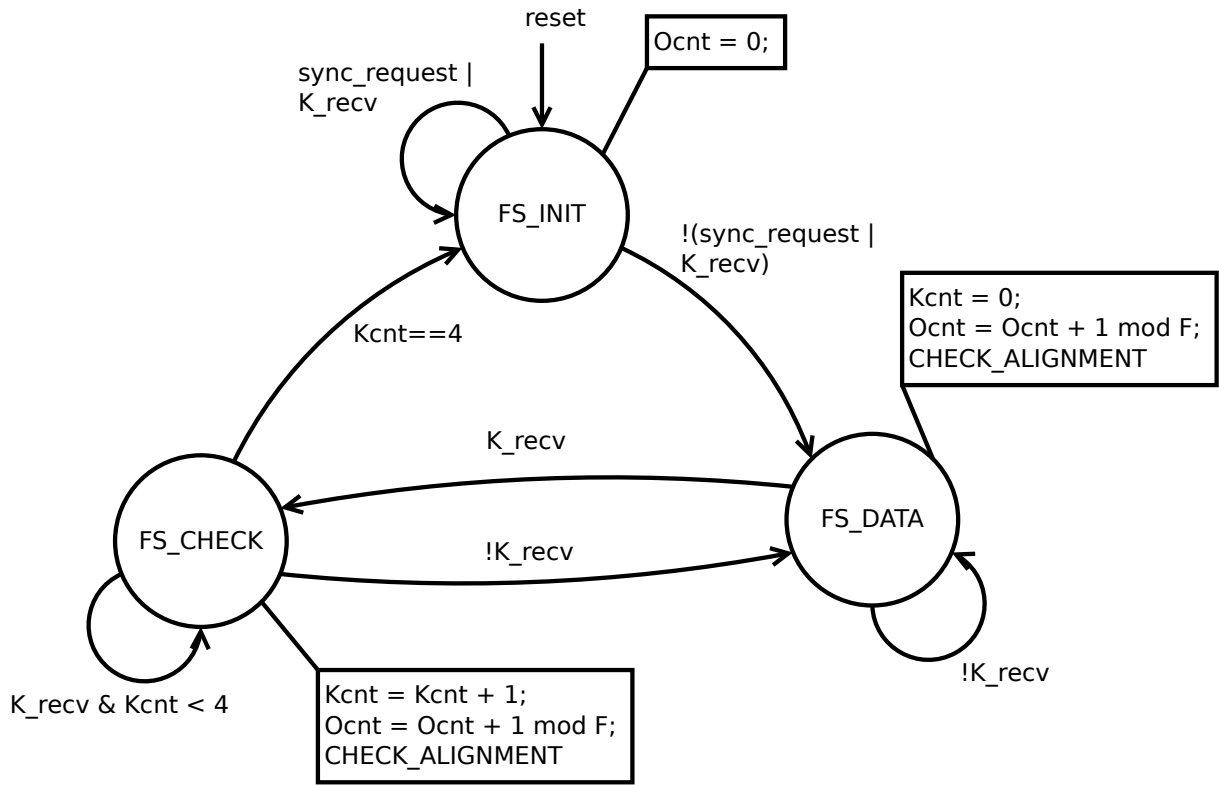 reset
Ocnt = 0;
sync_request |
K_recv
FS_INIT
!(sync_request |
K_recv)
Kcnt = 0;
Ocnt = Ocnt + 1 mod F;
CHECK_ALIGNMENT
Kcnt==4
K_recv
FS_DATA
FS_CHECK
!K_recv
!K_recv
K_recv & Kcnt < 4
Kcnt = Kcnt + 1;
Ocnt = Ocnt + 1 mod F;
CHECK_ALIGNMENT